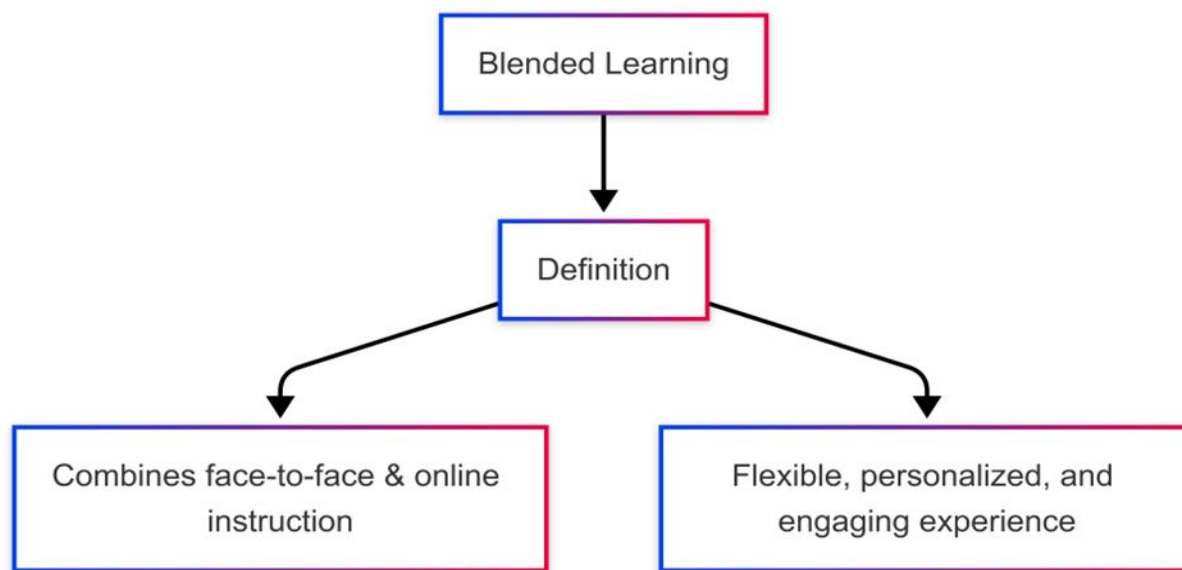 Blended Learning
Definition
Combines face-to-face & online
instruction
Flexible, personalized, and
engaging experience